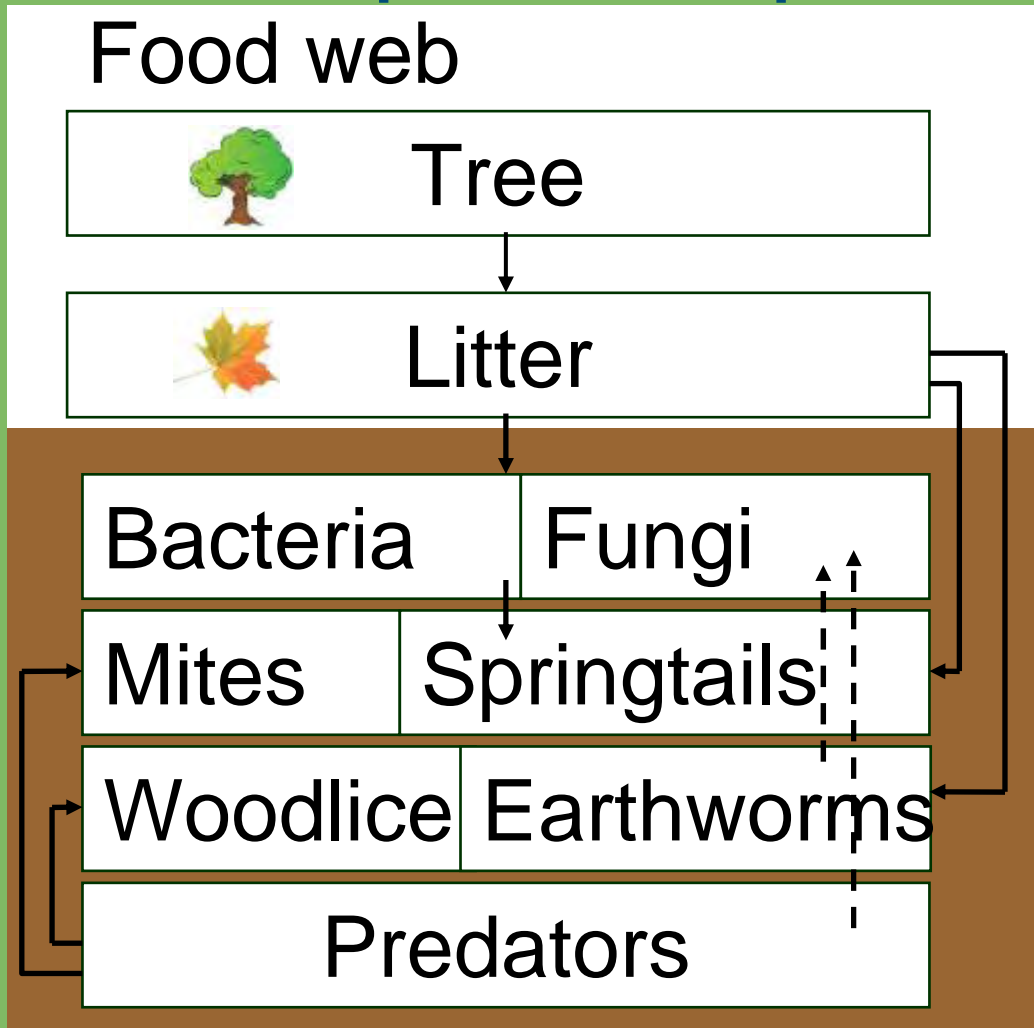 Food web
Tree
Litter
Bacteria Fungi
Mites Springtails
Woodlice Earthworms
Predators